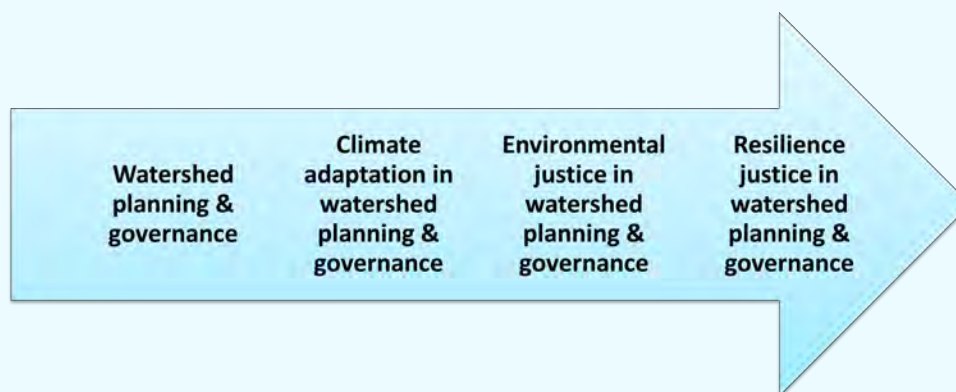 Watershed
planning &
governance
Climate
adaptation in
watershed
planning &
governance
Environmental
justice in
watershed
planning &
governance
Resilience
justice in
watershed
planning &
governance